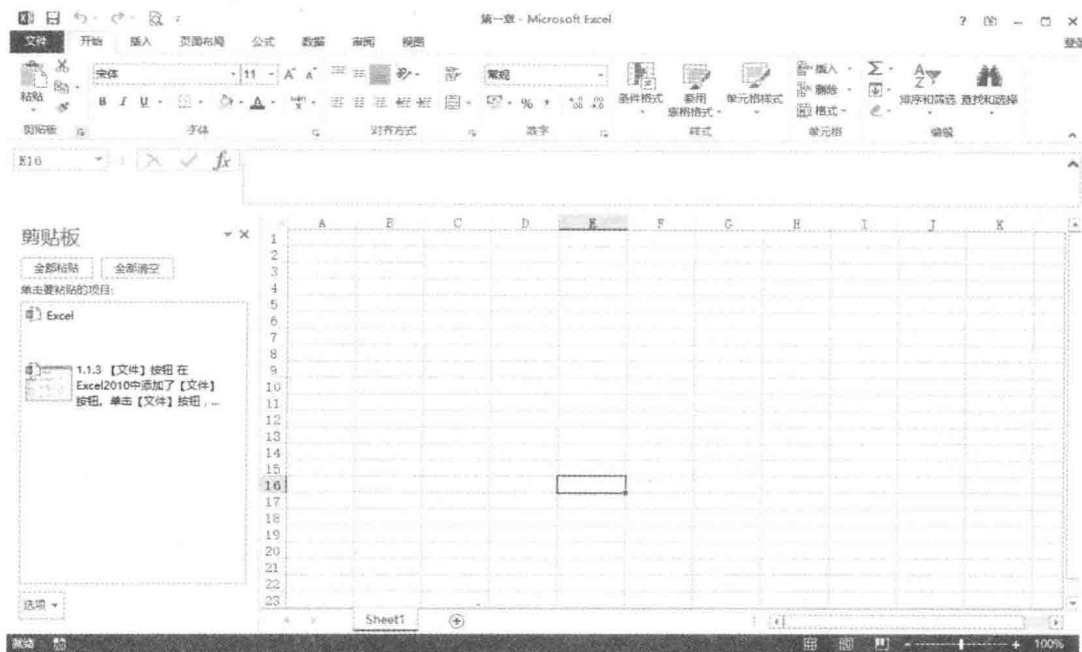 第一章 - Microsoft Excel
文件 开始 插入 页面布局 公式 数据 审阅 视图 登录
粘贴 宋体 11 A A 常规 条件格式 套用表格格式 单元格样式 插入 删除 格式 Σ 排序和筛选 查找和选择
B I U A % ,
剪贴板 字体 对齐方式 数字 样式 单元格 编辑
E16 fx
剪贴板
全部粘贴 全部清空
单击要粘贴的项目:
Excel
1.1.3 【文件】按钮 在
Excel2010中添加了【文件】
按钮。单击【文件】按钮，...
选项
A B C D E F G H I J K
1
2
3
4
5
6
7
8
9
10
11
12
13
14
15
16
17
18
19
20
21
22
23
Sheet1
就绪 100%